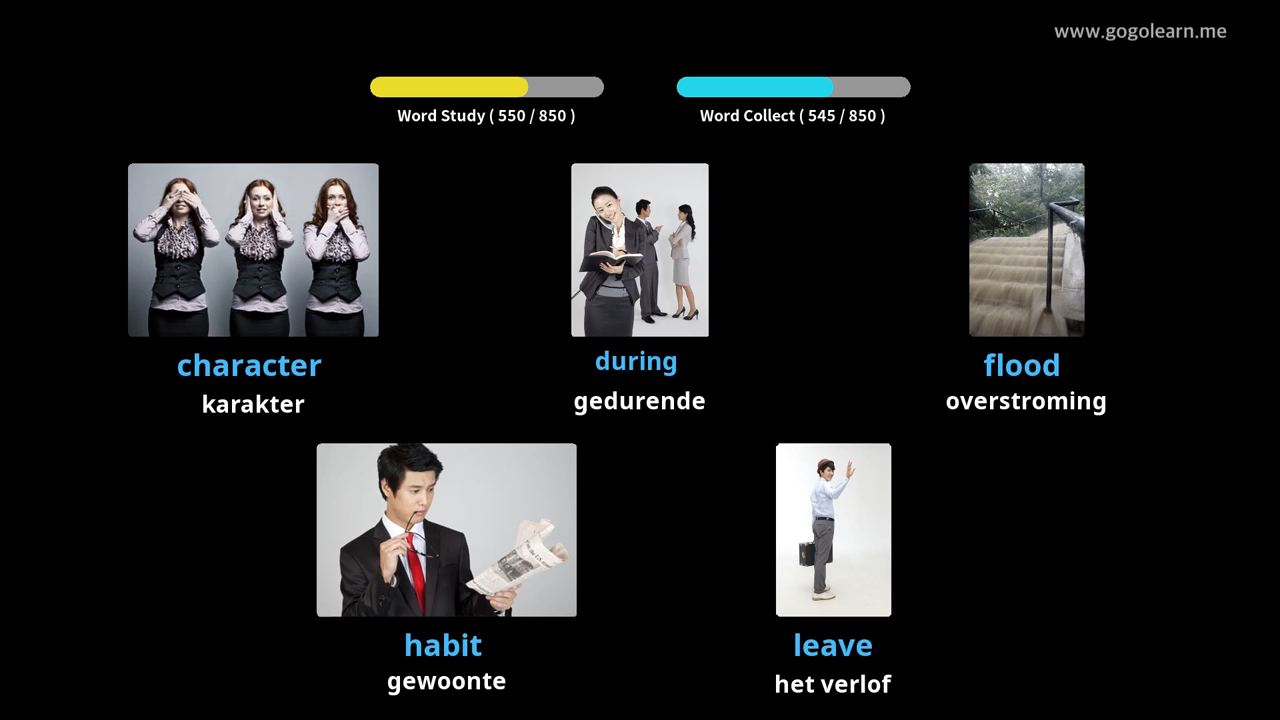 www.gogolearn.me
Word Study ( 550 / 850 )
Word Collect ( 545 / 850 )
character
karakter
during
gedurende
flood
overstroming
habit
gewoonte
leave
het verlof